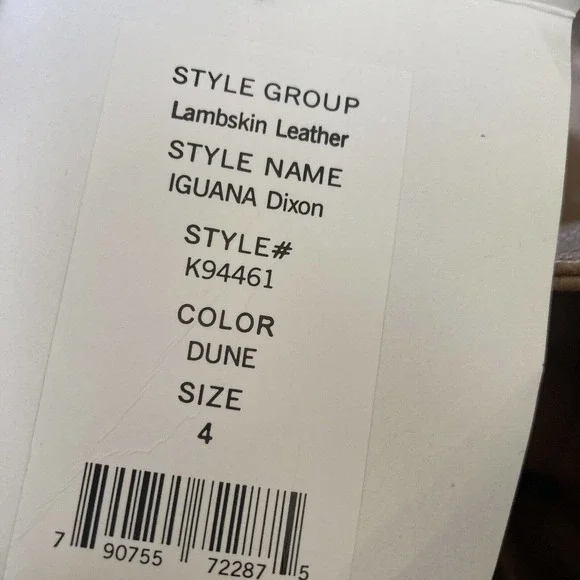 STYLE GROUP
Lambskin Leather
STYLE NAME
IGUANA Dixon
STYLE#
K94461
COLOR
DUNE
SIZE
4
7 90755 72287 5